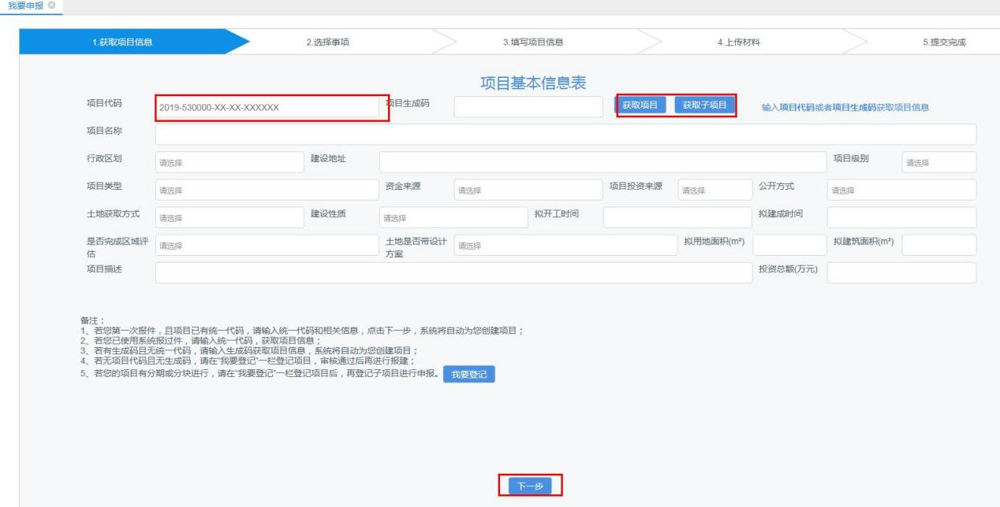 我要申报
1.获取项目信息 2.选择事项 3.填写项目信息 4.上传材料 5.提交完成
项目基本信息表
项目代码 2019-530000-XX-XX-XXXXXX 项目生成码 获取项目 获取子项目 输入项目代码或者项目生成码获取项目信息
项目名称
行政区划 请选择 建设地址 项目级别 请选择
项目类型 请选择 资金来源 请选择 项目投资来源 请选择 公开方式 请选择
土地获取方式 请选择 建设性质 请选择 拟开工时间 拟建成时间
是否完成区域评估 请选择 土地是否带设计方案 请选择 拟用地面积(m²) 拟建筑面积(m²)
项目描述 投资总额(万元)
备注：
1、若您第一次报件，且项目已有统一代码，请输入统一代码和相关信息，点击下一步，系统将自动为您创建项目；
2、若您已使用系统报过件，请输入统一代码，获取项目信息；
3、若有生成码且无统一代码，请输入生成码获取项目信息，系统将自动为您创建项目；
4、若无项目代码且无生成码，请在“我要登记”一栏登记项目，审核通过后再进行报建；
5、若您的项目有分期或分块进行，请在“我要登记”一栏登记项目后，再登记子项目进行申报。 我要登记
下一步